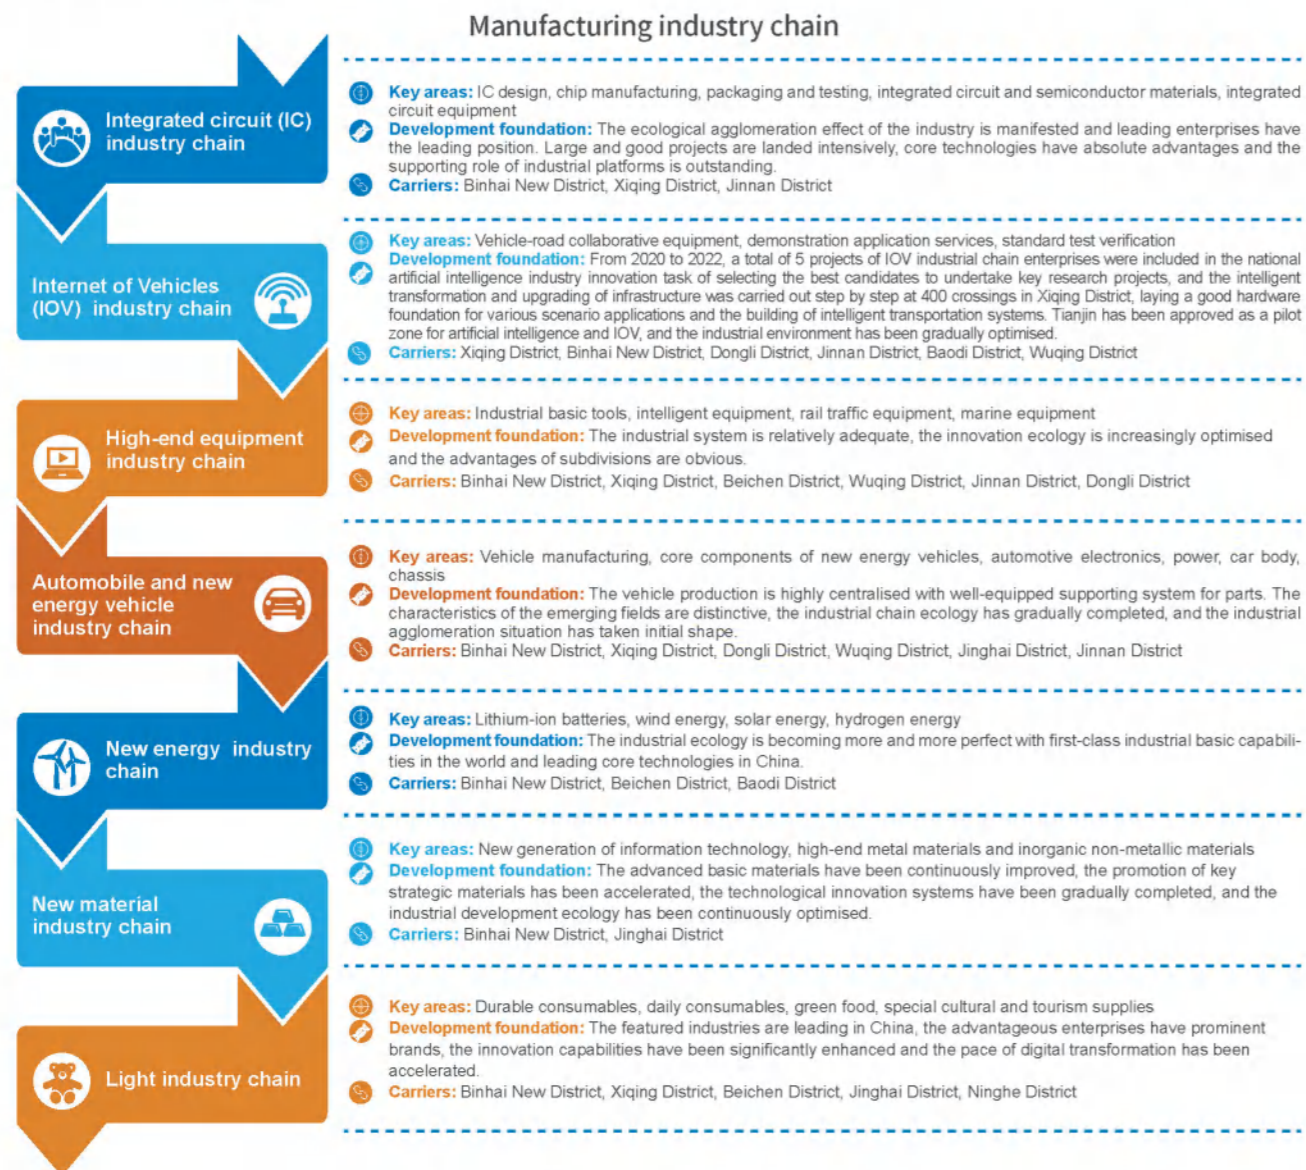 Manufacturing industry chain
Integrated circuit (IC)
industry chain
Key areas: IC design, chip manufacturing, packaging and testing, integrated circuit and semiconductor materials, integrated
circuit equipment
Development foundation: The ecological agglomeration effect of the industry is manifested and leading enterprises have
the leading position. Large and good projects are landed intensively, core technologies have absolute advantages and the
supporting role of industrial platforms is outstanding.
Carriers: Binhai New District, Xiqing District, Jinnan District
Internet of Vehicles
(IOV) industry chain
Key areas: Vehicle-road collaborative equipment, demonstration application services, standard test verification
Development foundation: From 2020 to 2022, a total of 5 projects of IOV industrial chain enterprises were included in the national
artificial intelligence industry innovation task of selecting the best candidates to undertake key research projects, and the intelligent
transformation and upgrading of infrastructure was carried out step by step at 400 crossings in Xiqing District, laying a good hardware
foundation for various scenario applications and the building of intelligent transportation systems. Tianjin has been approved as a pilot
zone for artificial intelligence and IOV, and the industrial environment has been gradually optimised.
Carriers: Xiqing District, Binhai New District, Dongli District, Jinnan District, Baodi District, Wuqing District
High-end equipment
industry chain
Key areas: Industrial basic tools, intelligent equipment, rail traffic equipment, marine equipment
Development foundation: The industrial system is relatively adequate, the innovation ecology is increasingly optimised
and the advantages of subdivisions are obvious.
Carriers: Binhai New District, Xiqing District, Beichen District, Wuqing District, Jinnan District, Dongli District
Automobile and new
energy vehicle
industry chain
Key areas: Vehicle manufacturing, core components of new energy vehicles, automotive electronics, power, car body,
chassis
Development foundation: The vehicle production is highly centralised with well-equipped supporting system for parts. The
characteristics of the emerging fields are distinctive, the industrial chain ecology has gradually completed, and the industrial
agglomeration situation has taken initial shape.
Carriers: Binhai New District, Xiqing District, Dongli District, Wuqing District, Jinghai District, Jinnan District
New energy industry
chain
Key areas: Lithium-ion batteries, wind energy, solar energy, hydrogen energy
Development foundation: The industrial ecology is becoming more and more perfect with first-class industrial basic capabili-
ties in the world and leading core technologies in China.
Carriers: Binhai New District, Beichen District, Baodi District
New material
industry chain
Key areas: New generation of information technology, high-end metal materials and inorganic non-metallic materials
Development foundation: The advanced basic materials have been continuously improved, the promotion of key
strategic materials has been accelerated, the technological innovation systems have been gradually completed, and the
industrial development ecology has been continuously optimised.
Carriers: Binhai New District, Jinghai District
Light industry chain
Key areas: Durable consumables, daily consumables, green food, special cultural and tourism supplies
Development foundation: The featured industries are leading in China, the advantageous enterprises have prominent
brands, the innovation capabilities have been significantly enhanced and the pace of digital transformation has been
accelerated.
Carriers: Binhai New District, Xiqing District, Beichen District, Jinghai District, Ninghe District